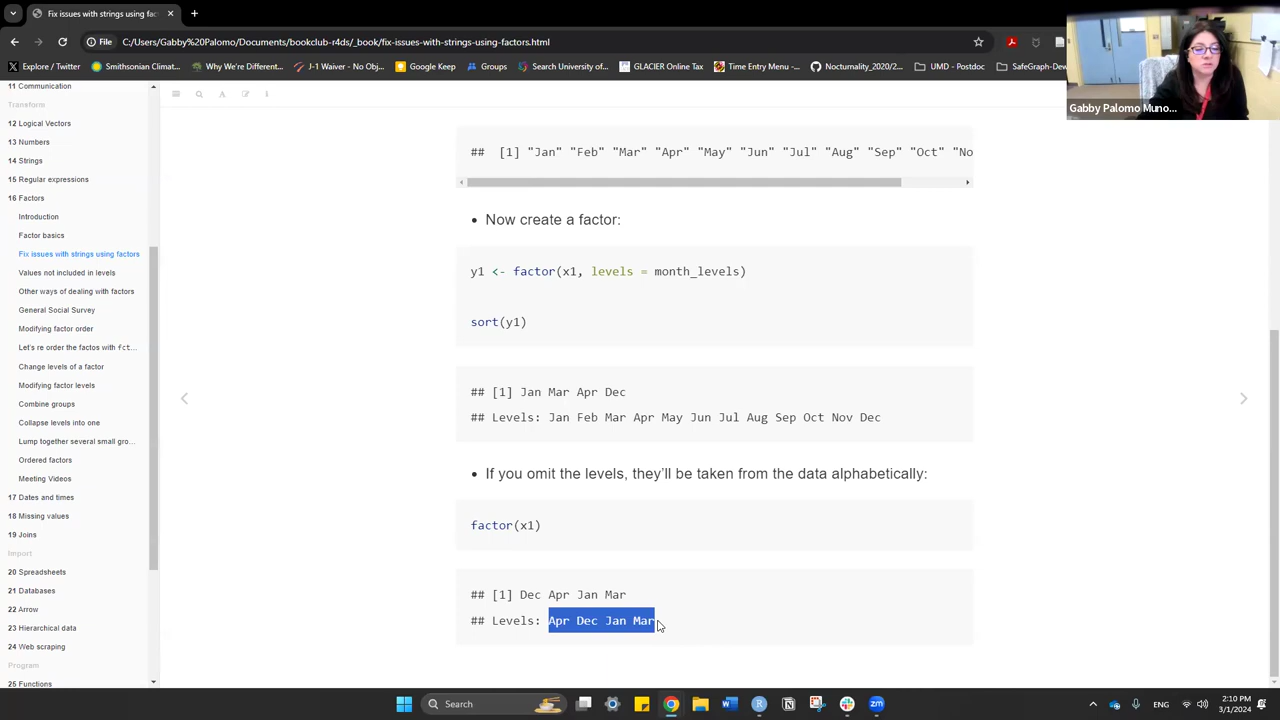 Fix issues with strings using fac
File
C:/Users/Gabby%20Palomo/Documents/bookclub-r4ds/_book/fix-issues-with-strings-using-factors.html
Explore / Twitter
Smithsonian Climat...
Why We're Differen...
J-1 Waiver - No Obj...
Google Keep
Search | University...
GLACIER Online Tax
Time Entry Menu -...
Nocturnality_2022/...
UMD - OneDrive
SafeGraph-Dew
Gabby Palomo Muno...
11 Communication
Transform
12 Logical Vectors
13 Numbers
14 Strings
15 Regular expressions
16 Factors
Introduction
Factor basics
Fix issues with strings using factors
Values not included in levels
Other ways of dealing with factors
General Social Survey
Modifying factor order
Let's re order the factos with fct...
Change levels of a factor
Modifying factor levels
Combine groups
Collapse levels into one
Lump together several small gro...
Ordered factors
Meeting Videos
17 Dates and times
18 Missing values
19 Joins
Import
20 Spreadsheets
21 Databases
22 Arrow
23 Hierarchical data
24 Web scraping
Program
25 Functions
## [1] "Jan" "Feb" "Mar" "Apr" "May" "Jun" "Jul" "Aug" "Sep" "Oct" "No
• Now create a factor:
y1 <- factor(x1, levels = month_levels)
sort(y1)
## [1] Jan Mar Apr Dec
## Levels: Jan Feb Mar Apr May Jun Jul Aug Sep Oct Nov Dec
• If you omit the levels, they'll be taken from the data alphabetically:
factor(x1)
## [1] Dec Apr Jan Mar
## Levels: Apr Dec Jan Mar
Search
ENG
2:10 PM
3/1/2024